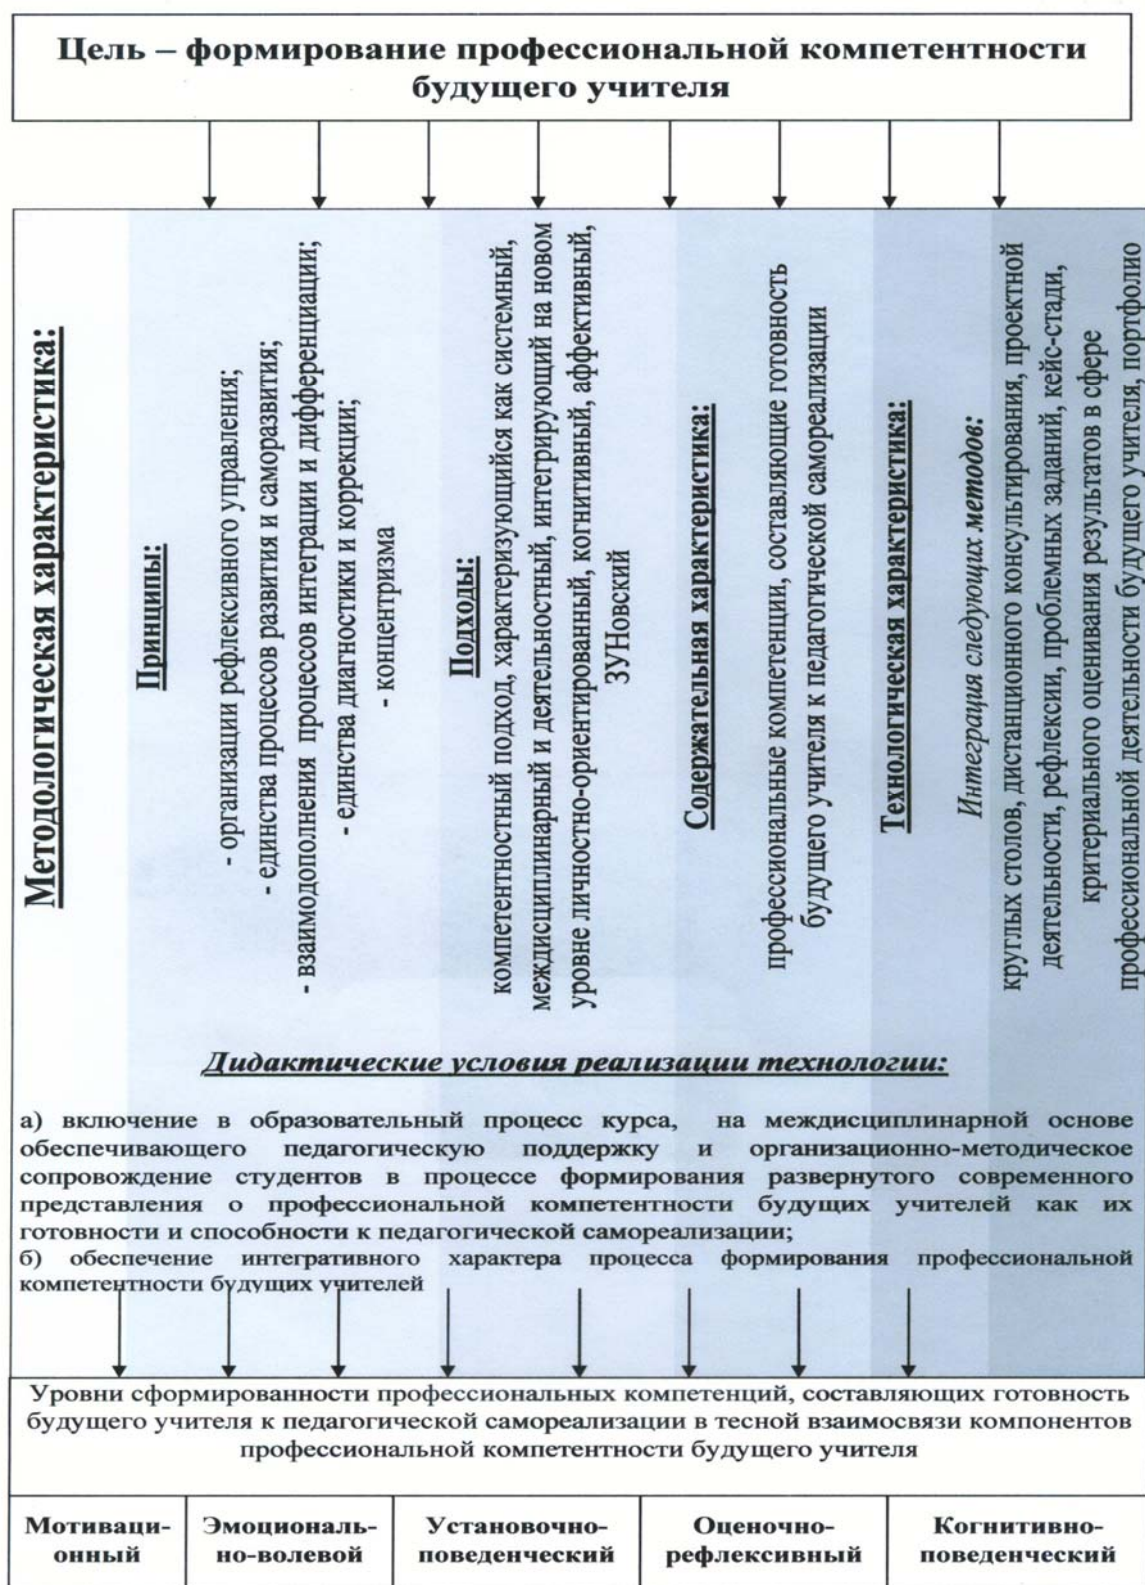 Цель – формирование профессиональной компетентности
будущего учителя
Методологическая характеристика:
Принципы:
- организации рефлексивного управления;
- единства процессов развития и саморазвития;
- взаимодополнения процессов интеграции и дифференциации;
- единства диагностики и коррекции;
- концентризма
Подходы:
компетентностный подход, характеризующийся как системный,
междисциплинарный и деятельностный, интегрирующий на новом
уровне личностно-ориентированный, когнитивный, аффективный,
ЗУНовский
Содержательная характеристика:
профессиональные компетенции, составляющие готовность
будущего учителя к педагогической самореализации
Технологическая характеристика:
Интеграция следующих методов:
круглых столов, дистанционного консультирования, проектной
деятельности, рефлексии, проблемных заданий, кейс-стади,
критериального оценивания результатов в сфере
профессиональной деятельности будущего учителя, портфолио
Дидактические условия реализации технологии:
а) включение в образовательный процесс курса, на междисциплинарной основе
обеспечивающего педагогическую поддержку и организационно-методическое
сопровождение студентов в процессе формирования развернутого современного
представления о профессиональной компетентности будущих учителей как их
готовности и способности к педагогической самореализации;
б) обеспечение интегративного характера процесса формирования профессиональной
компетентности будущих учителей
Уровни сформированности профессиональных компетенций, составляющих готовность
будущего учителя к педагогической самореализации в тесной взаимосвязи компонентов
профессиональной компетентности будущего учителя
Мотиваци-
онный
Эмоциональ-
но-волевой
Установочно-
поведенческий
Оценочно-
рефлексивный
Когнитивно-
поведенческий